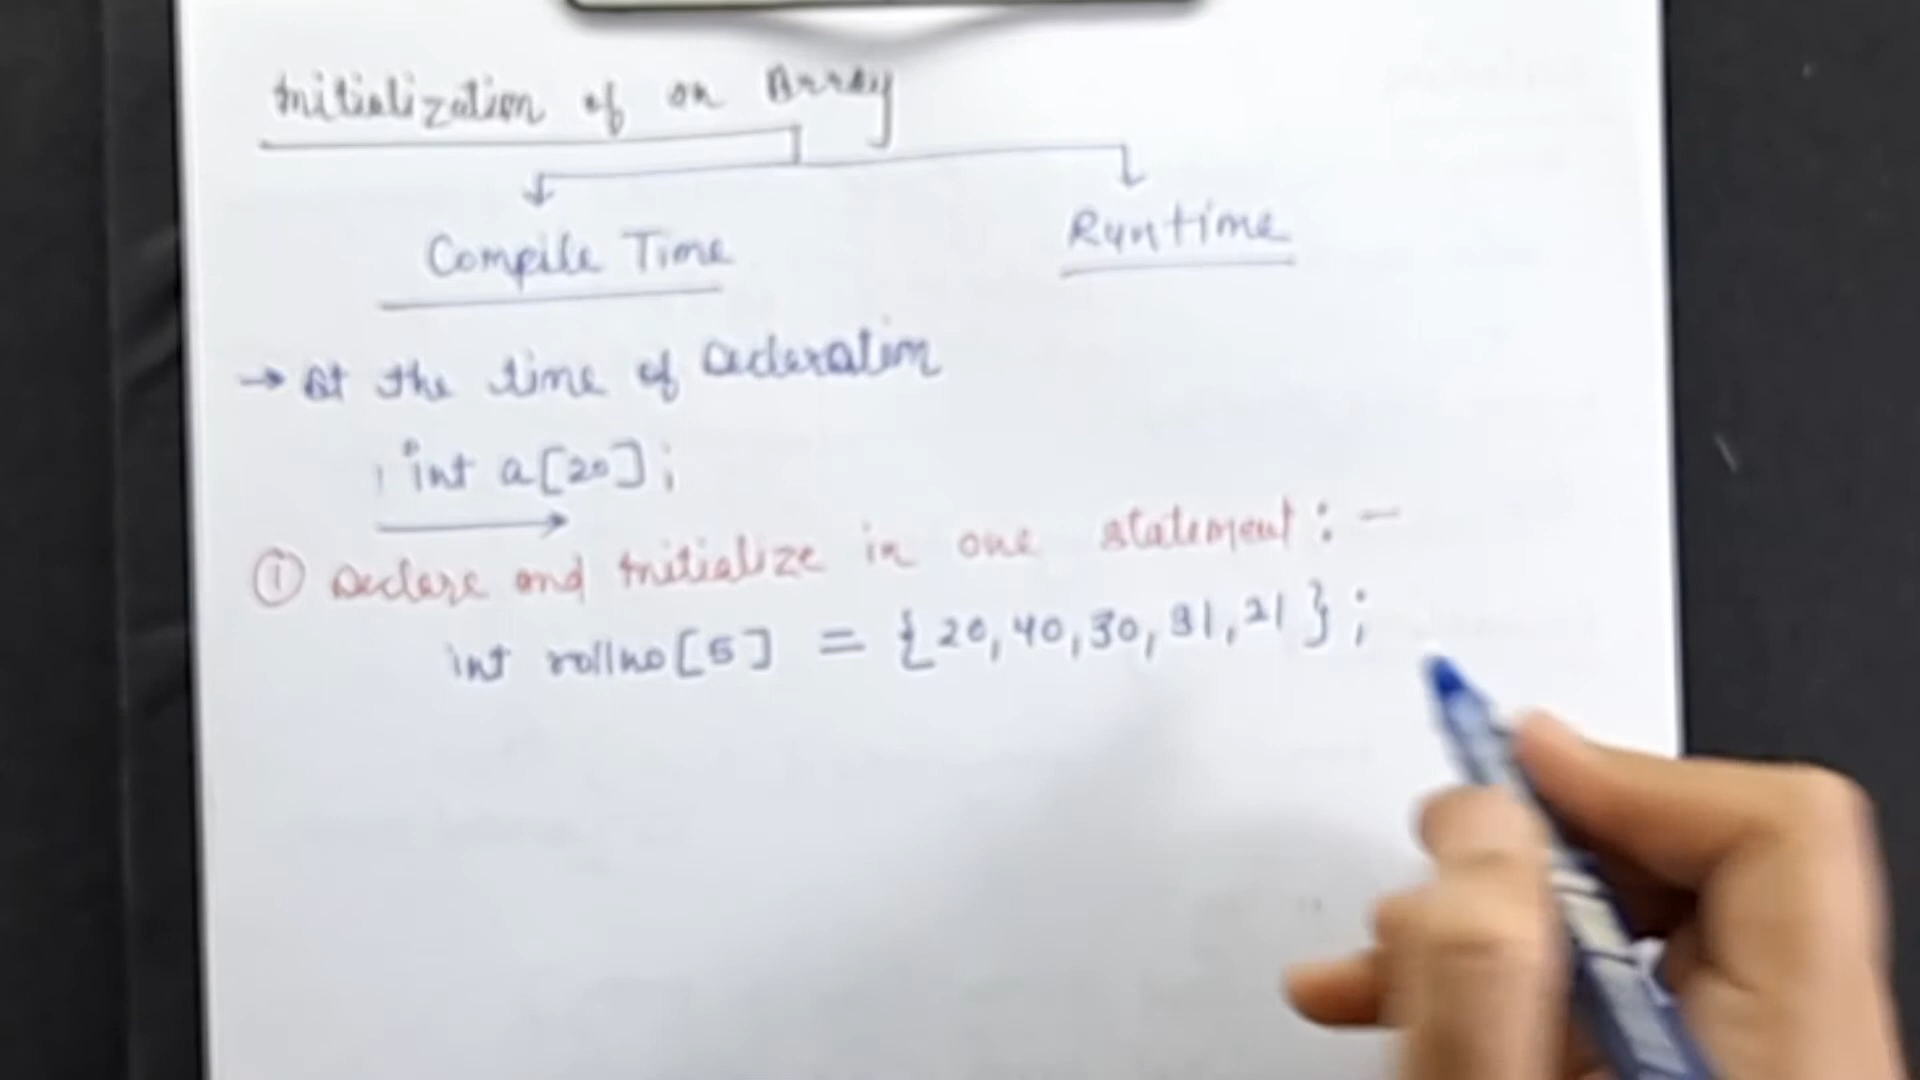 Initialization of an Array
Compile Time
Runtime
→ At the time of Decleration
int a[20];
① Declare and Initialize in one statement:-
int rollno[5] = {20,40,30,31,21};